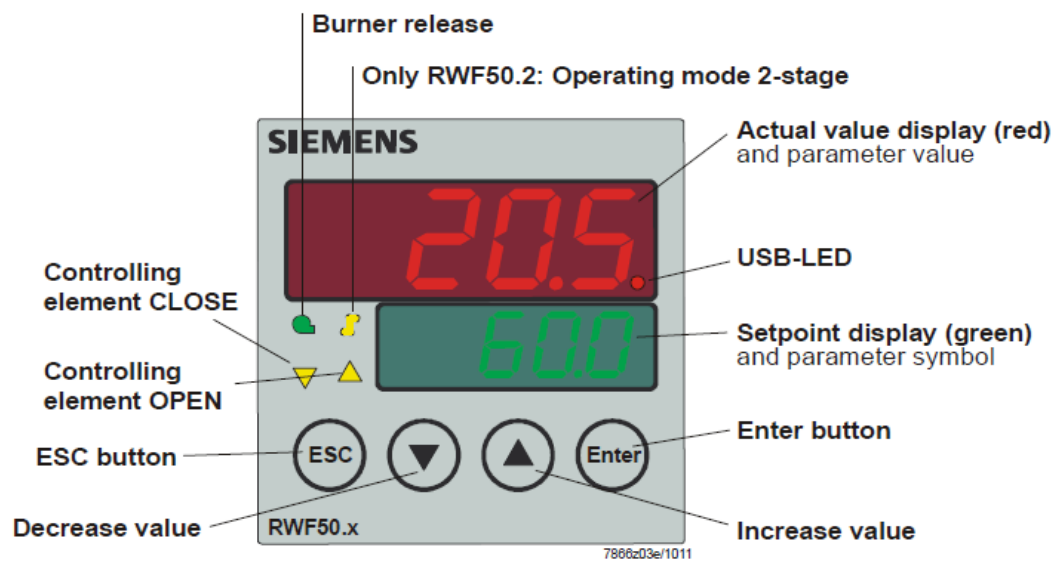 Burner release
Only RWF50.2: Operating mode 2-stage
SIEMENS
Actual value display (red)
and parameter value
20.5.
USB-LED
Controlling
element CLOSE
60.0
Setpoint display (green)
and parameter symbol
Controlling
element OPEN
Enter button
ESC button
ESC
Enter
Decrease value
RWF50.x
Increase value
7866z03e/1011